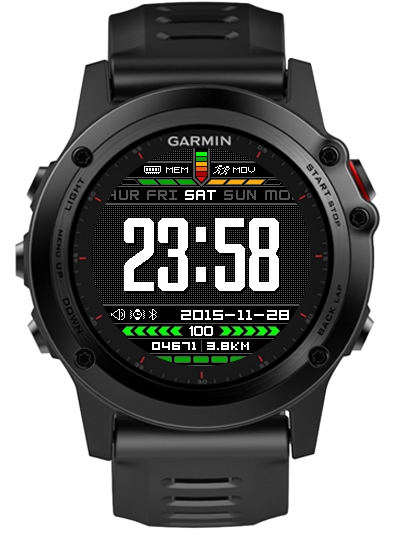 GARMIN
MEM MOV
LIGHT
START STOP
HUR FRI SAT SUN MO
23:58
MENU UP
DOWN
BACK LAP
2015-11-28
100
04671 3.8KM
30